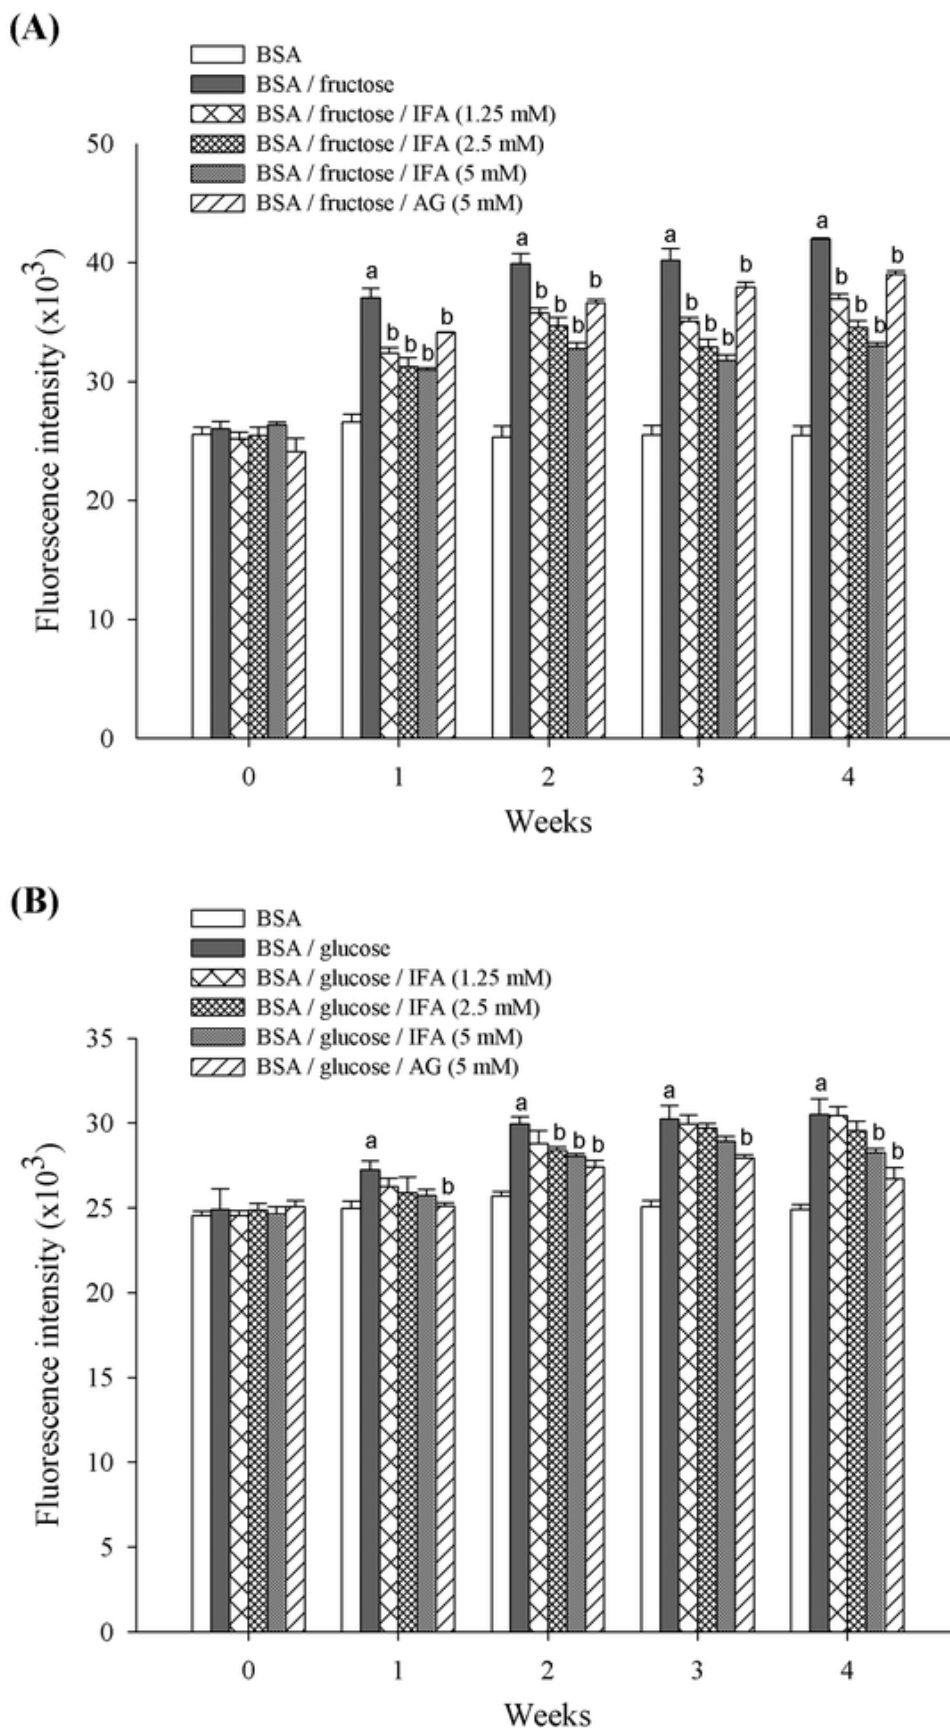 (A)
BSA
BSA / fructose
BSA / fructose / IFA (1.25 mM)
BSA / fructose / IFA (2.5 mM)
BSA / fructose / IFA (5 mM)
BSA / fructose / AG (5 mM)
Fluorescence intensity (x10³)
50
40
30
20
10
0
a
b b b b
a
b b b b
a
b b b b
a
b b b b
0 1 2 3 4
Weeks
(B)
BSA
BSA / glucose
BSA / glucose / IFA (1.25 mM)
BSA / glucose / IFA (2.5 mM)
BSA / glucose / IFA (5 mM)
BSA / glucose / AG (5 mM)
Fluorescence intensity (x10³)
35
30
25
20
15
10
5
0
a
b
a
b b b
a
b
a
b b
0 1 2 3 4
Weeks